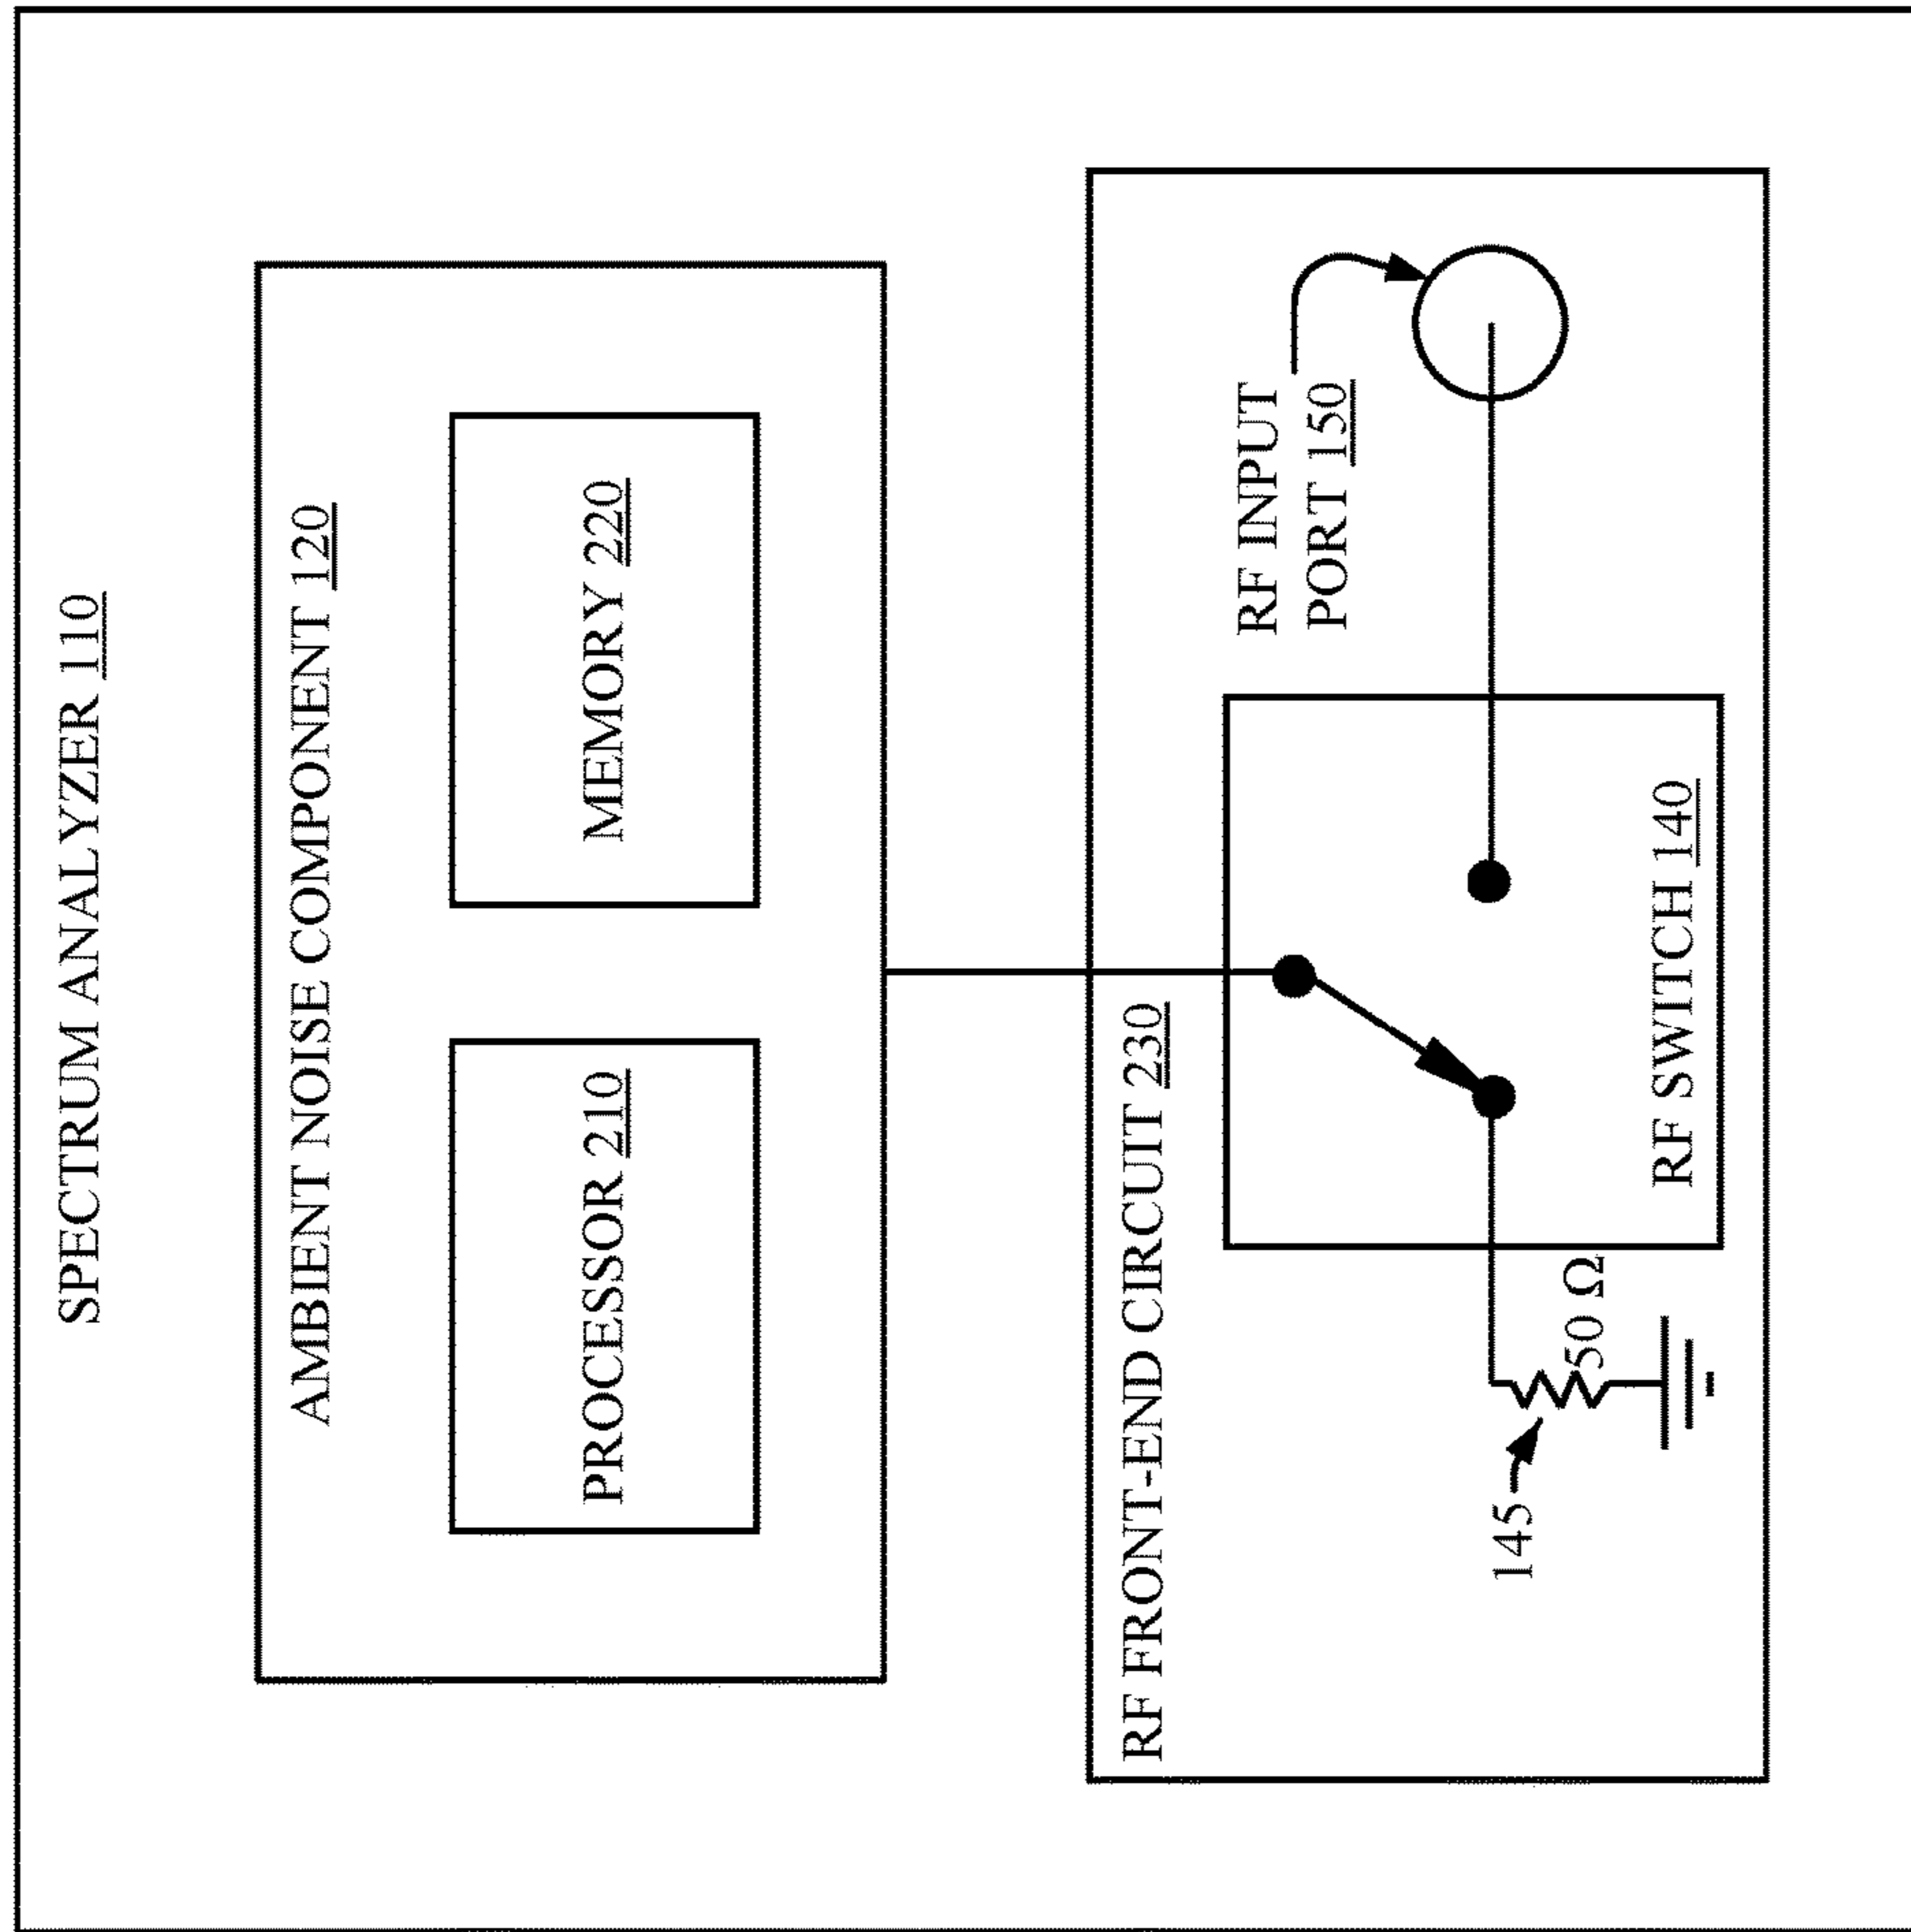 SPECTRUM ANALYZER 110
AMBIENT NOISE COMPONENT 120
PROCESSOR 210
MEMORY 220
RF FRONT-END CIRCUIT 230
RF INPUT
PORT 150
145
50 Ω
RF SWITCH 140